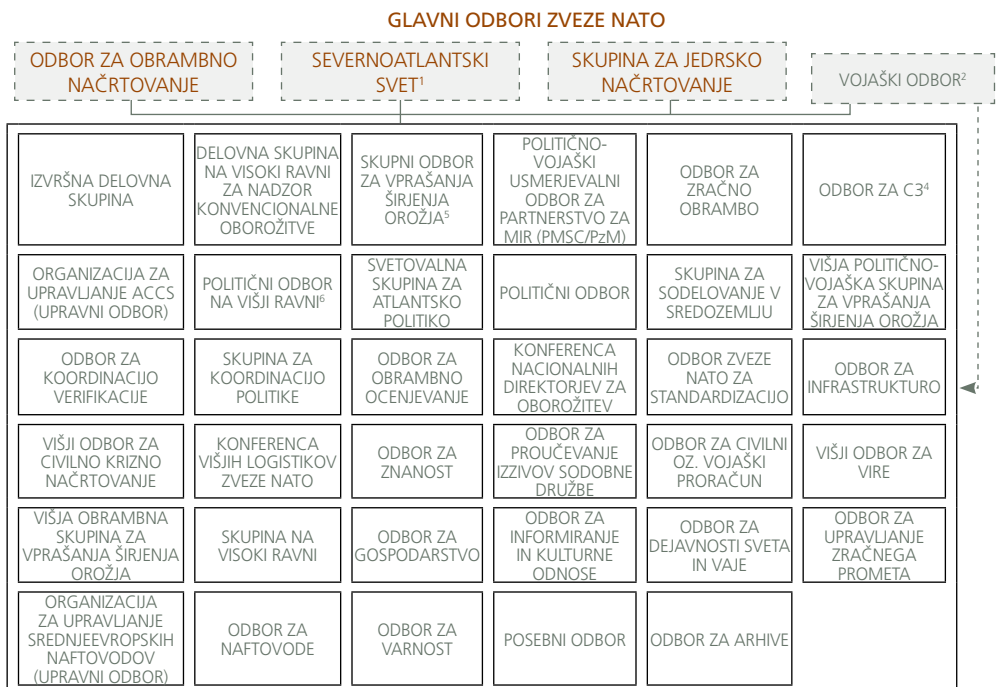 GLAVNI ODBORI ZVEZE NATO
ODBOR ZA OBRAMBNO
NAČRTOVANJE
SEVERNOATLANTSKI
SVET¹
SKUPINA ZA JEDRSKO
NAČRTOVANJE
VOJAŠKI ODBOR²
IZVRŠNA DELOVNA
SKUPINA
DELOVNA SKUPINA
NA VISOKI RAVNI
ZA NADZOR
KONVENCIONALNE
OBOROŽITVE
SKUPNI ODBOR
ZA VPRAŠANJA
ŠIRJENJA
OROŽJA⁵
POLITIČNO-
VOJAŠKI
USMERJEVALNI
ODBOR ZA
PARTNERSTVO ZA
MIR (PMSC/PzM)
ODBOR ZA
ZRAČNO
OBRAMBO
ODBOR ZA C3⁴
ORGANIZACIJA ZA
UPRAVLJANJE ACCS
(UPRAVNI ODBOR)
POLITIČNI ODBOR
NA VIŠJI RAVNI⁶
SVETOVALNA
SKUPINA ZA
ATLANTSKO
POLITIKO
POLITIČNI ODBOR
SKUPINA ZA
SODELOVANJE V
SREDOZEMLJU
VIŠJA POLITIČNO-
VOJAŠKA SKUPINA
ZA VPRAŠANJA
ŠIRJENJA OROŽJA
ODBOR ZA
KOORDINACIJO
VERIFIKACIJE
SKUPINA ZA
KOORDINACIJO
POLITIKE
ODBOR ZA
OBRAMBNO
OCENJEVANJE
KONFERENCA
NACIONALNIH
DIREKTORJEV ZA
OBOROŽITEV
ODBOR ZVEZE
NATO ZA
STANDARDIZACIJO
ODBOR ZA
INFRASTRUKTURO
VIŠJI ODBOR ZA
CIVILNO KRIZNO
NAČRTOVANJE
KONFERENCA
VIŠJIH LOGISTIKOV
ZVEZE NATO
ODBOR ZA
ZNANOST
ODBOR ZA
PROUČEVANJE
IZZIVOV SODOBNE
DRUŽBE
ODBOR ZA CIVILNI
OZ. VOJAŠKI
PRORAČUN
VIŠJI ODBOR ZA
VIRE
VIŠJA OBRAMBNA
SKUPINA ZA
VPRAŠANJA ŠIRJENJA
OROŽJA
SKUPINA NA
VISOKI RAVNI
ODBOR ZA
GOSPODARSTVO
ODBOR ZA
INFORMIRANJE
IN KULTURNE
ODNOSE
ODBOR ZA
DEJAVNOSTI SVETA
IN VAJE
ODBOR ZA
UPRAVLJANJE
ZRAČNEGA
PROMETA
ORGANIZACIJA
ZA UPRAVLJANJE
SREDNJEEVROPSKIH
NAFTOVODOV
(UPRAVNI ODBOR)
ODBOR ZA
NAFTOVODE
ODBOR ZA
VARNOST
POSEBNI ODBOR
ODBOR ZA ARHIVE